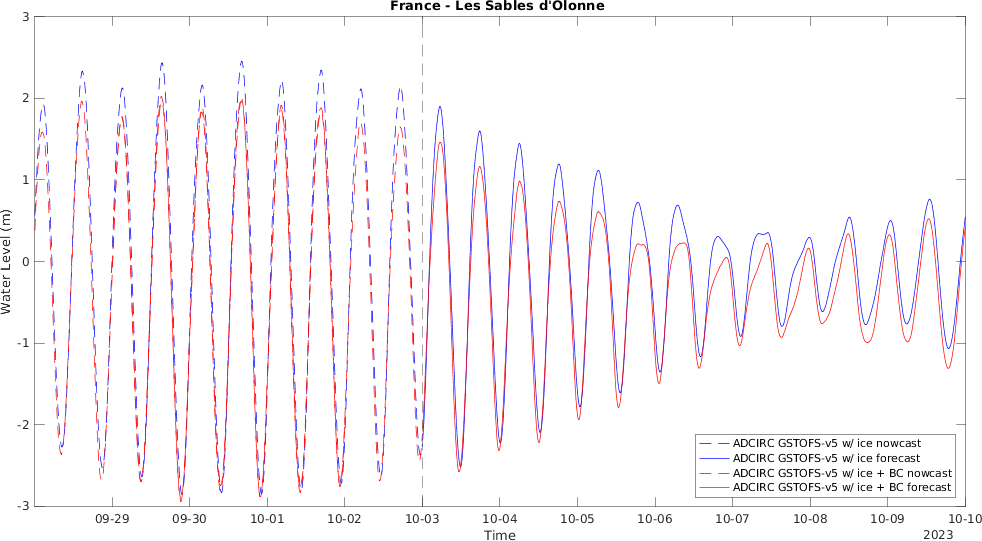 France - Les Sables d'Olonne
3
2
1
0
-1
-2
-3
Water Level (m)
09-29 09-30 10-01 10-02 10-03 10-04 10-05 10-06 10-07 10-08 10-09 10-10
Time
2023
ADCIRC GSTOFS-v5 w/ ice nowcast
ADCIRC GSTOFS-v5 w/ ice forecast
ADCIRC GSTOFS-v5 w/ ice + BC nowcast
ADCIRC GSTOFS-v5 w/ ice + BC forecast